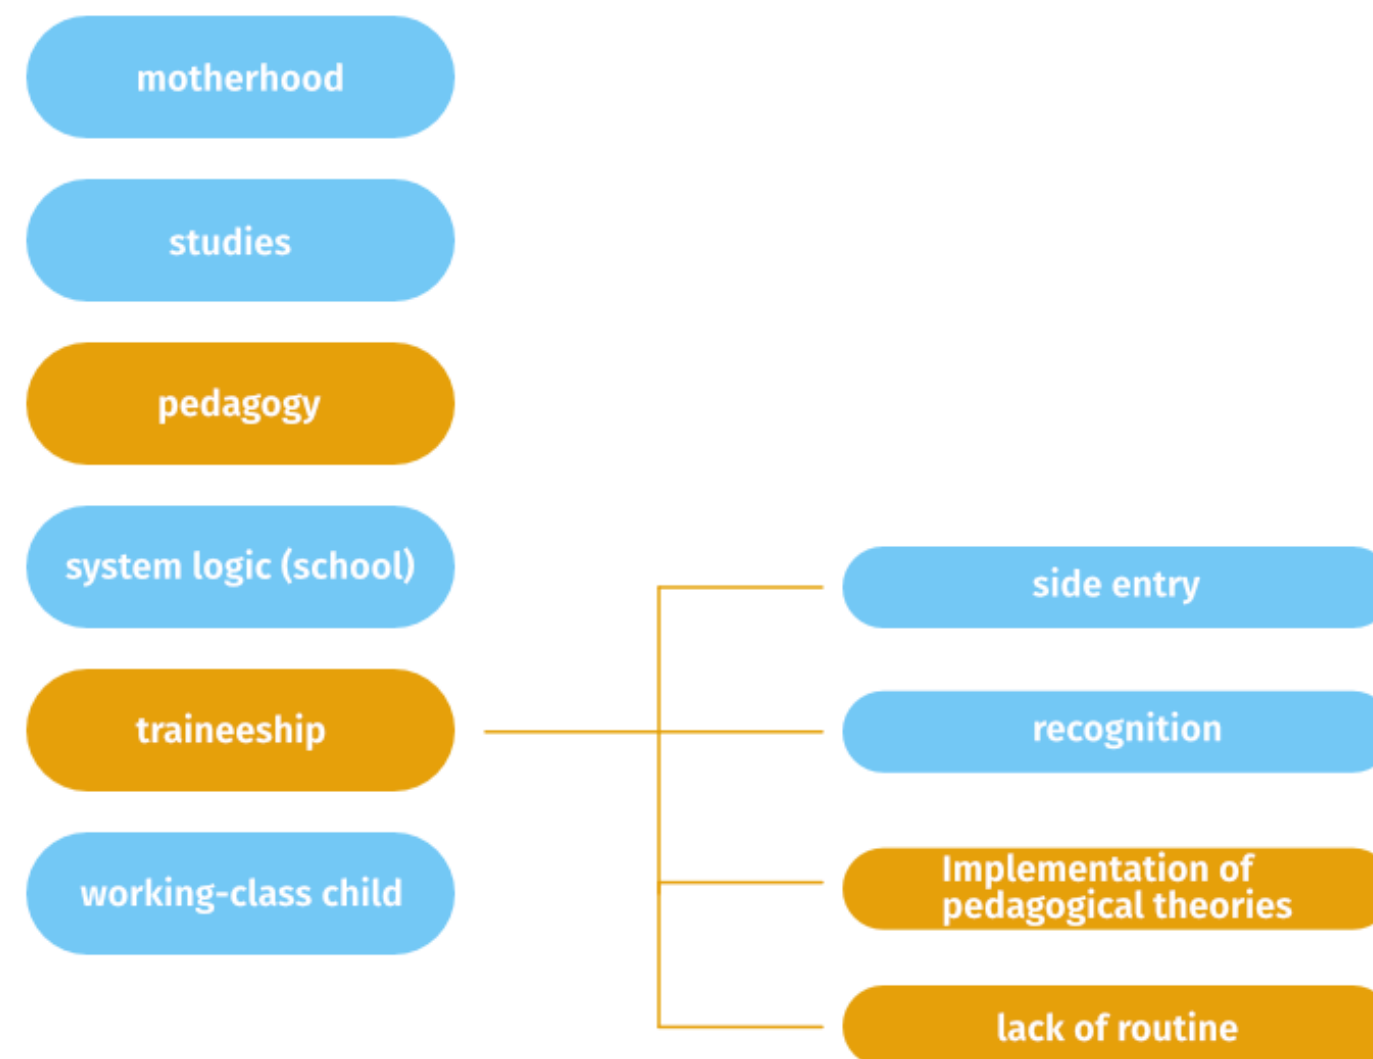 motherhood
studies
pedagogy
system logic (school)
traineeship
working-class child
side entry
recognition
Implementation of
pedagogical theories
lack of routine